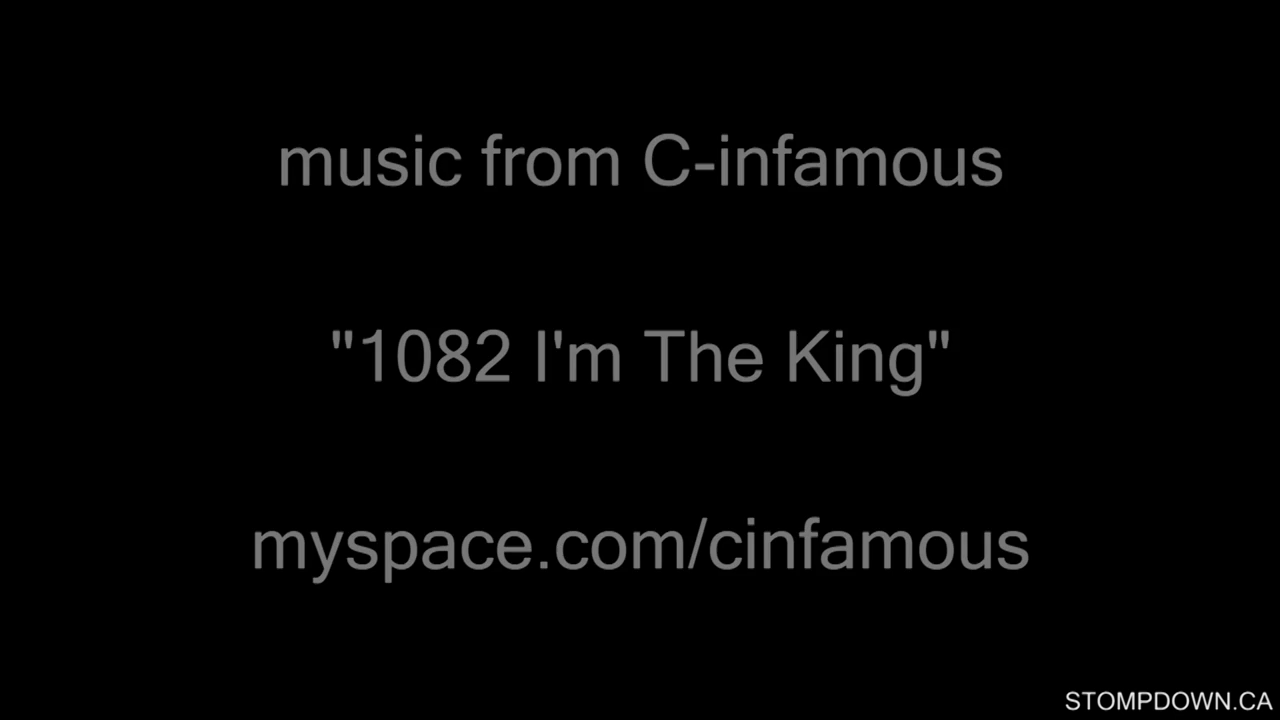 music from C-infamous
"1082 I'm The King"
myspace.com/cinfamous
STOMPDOWN.CA